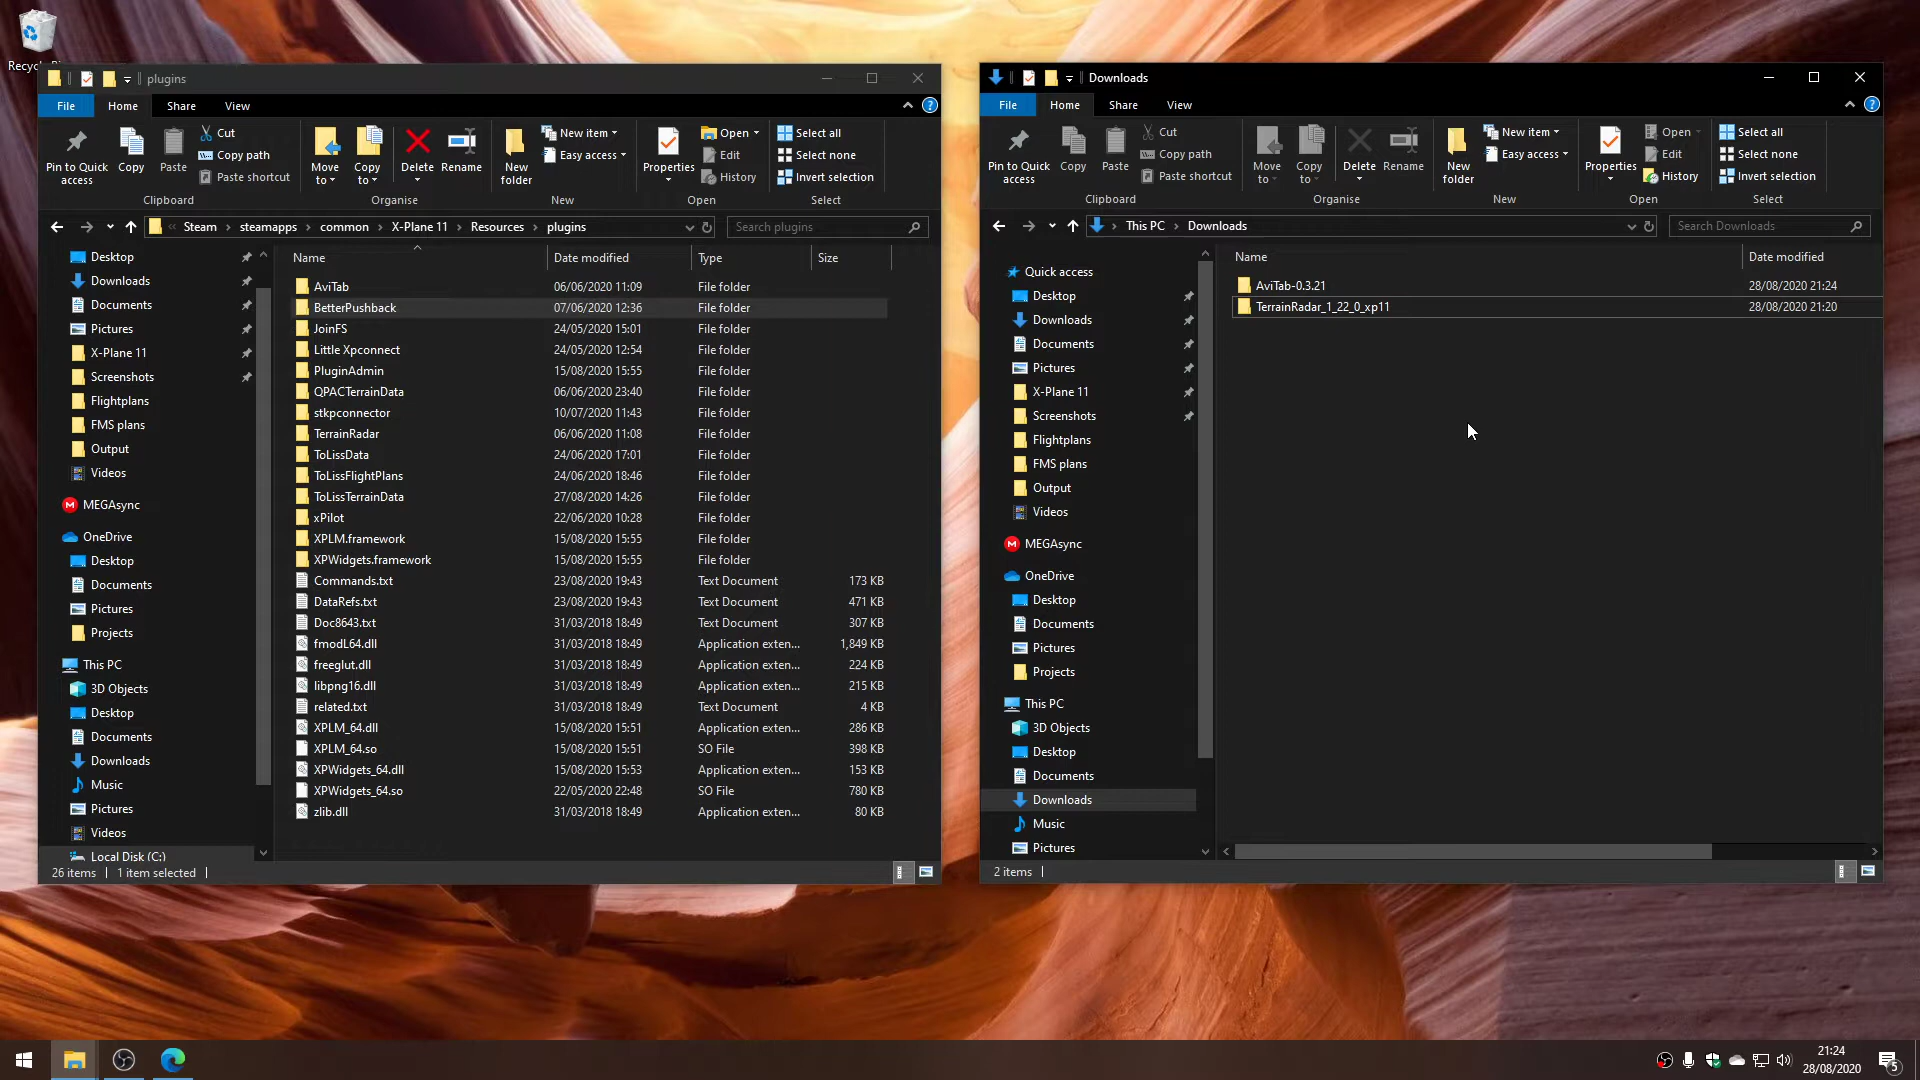 Recycle Bin
plugins
File Home Share View
Pin to Quick access
Copy
Paste
Cut
Copy path
Paste shortcut
Move to
Copy to
Delete
Rename
New folder
New item
Easy access
Properties
Open
Edit
History
Select all
Select none
Invert selection
Clipboard Organise New Open Select
Steam > steamapps > common > X-Plane 11 > Resources > plugins
Search plugins
Desktop
Downloads
Documents
Pictures
X-Plane 11
Screenshots
Flightplans
FMS plans
Output
Videos
MEGAsync
OneDrive
Desktop
Documents
Pictures
Projects
This PC
3D Objects
Desktop
Documents
Downloads
Music
Pictures
Videos
Local Disk (C:)
Name Date modified Type Size
AviTab 06/06/2020 11:09 File folder
BetterPushback 07/06/2020 12:36 File folder
JoinFS 24/05/2020 15:01 File folder
Little Xpconnect 24/05/2020 12:54 File folder
PluginAdmin 15/08/2020 15:55 File folder
QPACTerrainData 06/06/2020 23:40 File folder
stkpconnector 10/07/2020 11:43 File folder
TerrainRadar 06/06/2020 11:08 File folder
ToLissData 24/06/2020 17:01 File folder
ToLissFlightPlans 24/06/2020 18:46 File folder
ToLissTerrainData 27/08/2020 14:26 File folder
xPilot 22/06/2020 10:28 File folder
XPLM.framework 15/08/2020 15:55 File folder
XPWidgets.framework 15/08/2020 15:55 File folder
Commands.txt 23/08/2020 19:43 Text Document 173 KB
DataRefs.txt 23/08/2020 19:43 Text Document 471 KB
Doc8643.txt 31/03/2018 18:49 Text Document 307 KB
fmodL64.dll 31/03/2018 18:49 Application exten... 1,849 KB
freeglut.dll 31/03/2018 18:49 Application exten... 224 KB
libpng16.dll 31/03/2018 18:49 Application exten... 215 KB
related.txt 31/03/2018 18:49 Text Document 4 KB
XPLM_64.dll 15/08/2020 15:51 Application exten... 286 KB
XPLM_64.so 15/08/2020 15:51 SO File 398 KB
XPWidgets_64.dll 15/08/2020 15:53 Application exten... 153 KB
XPWidgets_64.so 22/05/2020 22:48 SO File 780 KB
zlib.dll 31/03/2018 18:49 Application exten... 80 KB
26 items 1 item selected
Downloads
File Home Share View
Pin to Quick access
Copy
Paste
Cut
Copy path
Paste shortcut
Move to
Copy to
Delete
Rename
New folder
New item
Easy access
Properties
Open
Edit
History
Select all
Select none
Invert selection
Clipboard Organise New Open Select
This PC > Downloads
Search Downloads
Quick access
Desktop
Downloads
Documents
Pictures
X-Plane 11
Screenshots
Flightplans
FMS plans
Output
Videos
MEGAsync
OneDrive
Desktop
Documents
Pictures
Projects
This PC
3D Objects
Desktop
Documents
Downloads
Music
Pictures
Name Date modified
AviTab-0.3.21 28/08/2020 21:24
TerrainRadar_1_22_0_xp11 28/08/2020 21:20
2 items
21:24
28/08/2020
5